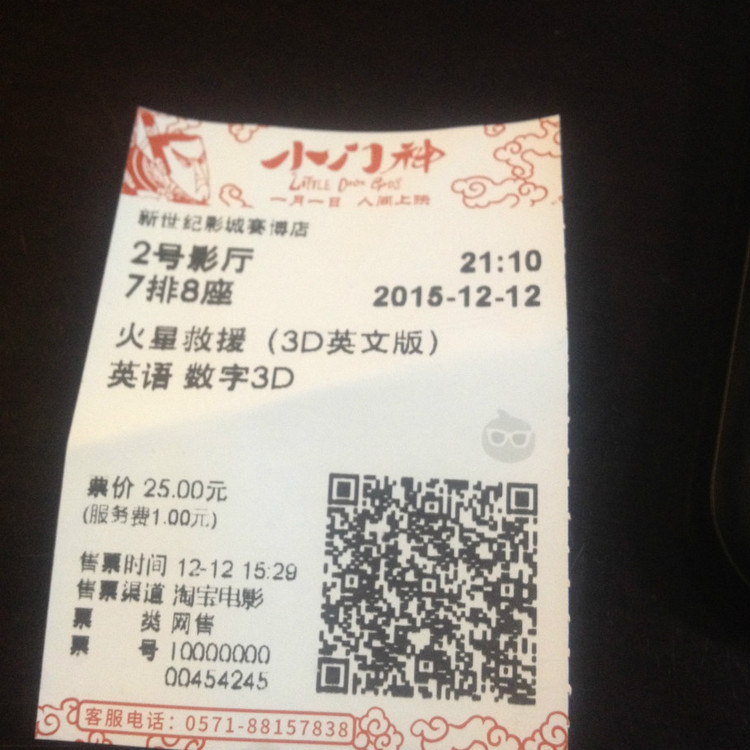 小门神
LITTLE DOOR GODS
一月一日 人间上映
新世纪影城赛博店
2号影厅 21:10
7排8座 2015-12-12
火星救援（3D英文版）
英语 数字3D
票价 25.00元
(服务费1.00元)
售票时间 12-12 15:29
售票渠道 淘宝电影
票 类 网售
票 号 10000000
00454245
客服电话：0571-88157838